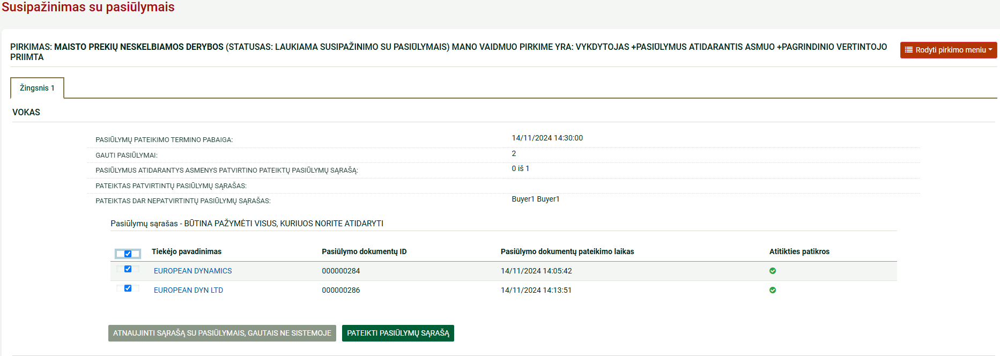 Susipažinimas su pasiūlymais
PIRKIMAS: MAISTO PREKIŲ NESKELBIAMOS DERYBOS (STATUSAS: LAUKIAMA SUSIPAŽINIMO SU PASIŪLYMAIS) MANO VAIDMUO PIRKIME YRA: VYKDYTOJAS +PASIŪLYMUS ATIDARANTIS ASMUO +PAGRINDINIO VERTINTOJO
PRIIMTA
Rodyti pirkimo meniu
Žingsnis 1
VOKAS
PASIŪLYMŲ PATEIKIMO TERMINO PABAIGA: 14/11/2024 14:30:00
GAUTI PASIŪLYMAI: 2
PASIŪLYMUS ATIDARANTYS ASMENYS PATVIRTINO PATEIKTŲ PASIŪLYMŲ SĄRAŠĄ: 0 iš 1
PATEIKTAS PATVIRTINTŲ PASIŪLYMŲ SĄRAŠAS:
PATEIKTAS DAR NEPATVIRTINTŲ PASIŪLYMŲ SĄRAŠAS: Buyer1 Buyer1
Pasiūlymų sąrašas - BŪTINA PAŽYMĖTI VISUS, KURIUOS NORITE ATIDARYTI
Tiekėjo pavadinimas Pasiūlymo dokumentų ID Pasiūlymo dokumentų pateikimo laikas Atitikties patikros
EUROPEAN DYNAMICS 000000284 14/11/2024 14:05:42
EUROPEAN DYN LTD 000000286 14/11/2024 14:13:51
ATNAUJINTI SĄRAŠĄ SU PASIŪLYMAIS, GAUTAIS NE SISTEMOJE PATEIKTI PASIŪLYMŲ SĄRAŠĄ